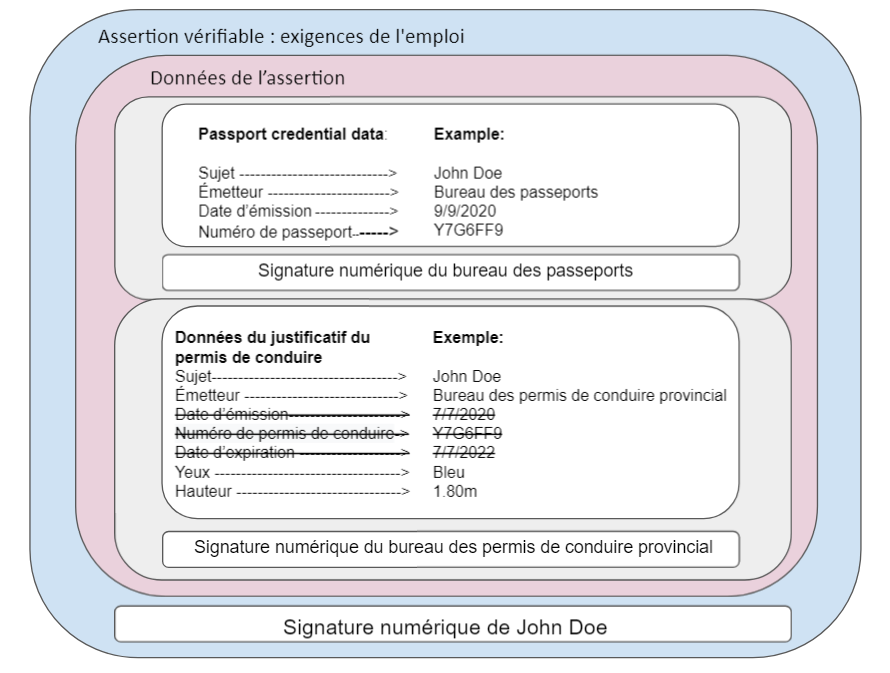 Assertion vérifiable : exigences de l'emploi
Données de l’assertion
Passport credential data: Example:
Sujet ----------------------------> John Doe
Émetteur -----------------------> Bureau des passeports
Date d’émission --------------> 9/9/2020
Numéro de passeport.------> Y7G6FF9
Signature numérique du bureau des passeports
Données du justificatif du Exemple:
permis de conduire
Sujet-----------------------------------> John Doe
Émetteur -----------------------------> Bureau des permis de conduire provincial
Date d’émission---------------------> 7/7/2020
Numéro de permis de conduire-> Y7G6FF9
Date d’expiration --------------------> 7/7/2022
Yeux -----------------------------------> Bleu
Hauteur -------------------------------> 1.80m
Signature numérique du bureau des permis de conduire provincial
Signature numérique de John Doe